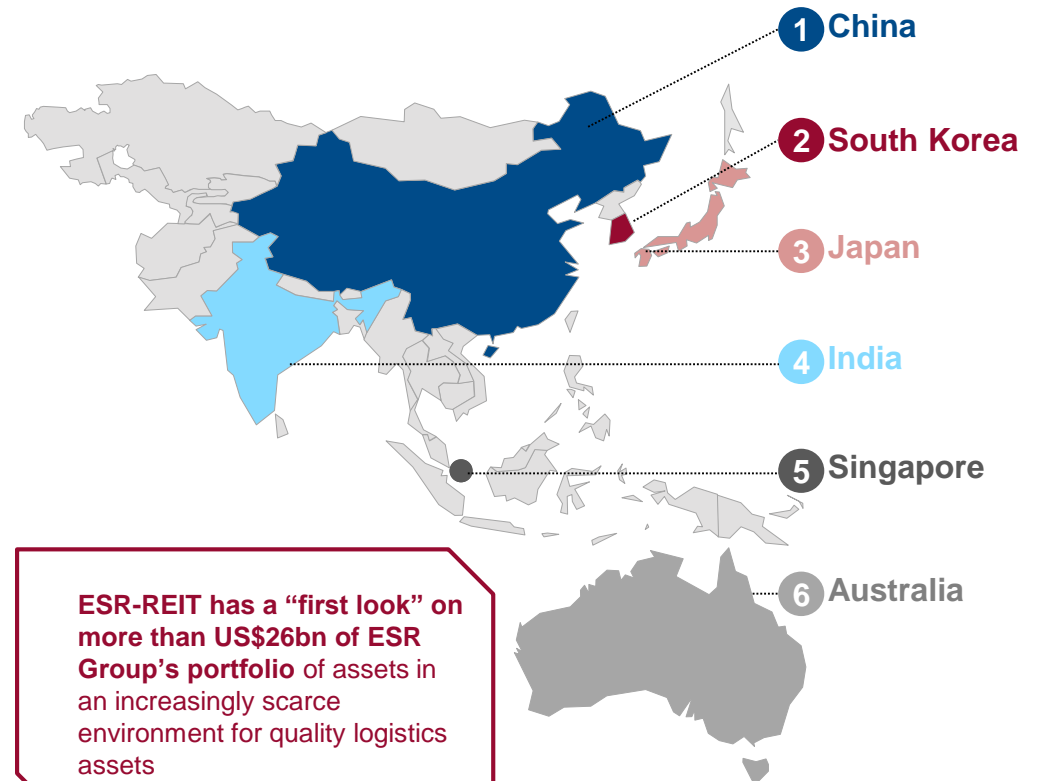 1 China
2 South Korea
3 Japan
4 India
5 Singapore
6 Australia
ESR-REIT has a “first look” on
more than US$26bn of ESR
Group’s portfolio of assets in
an increasingly scarce
environment for quality logistics
assets